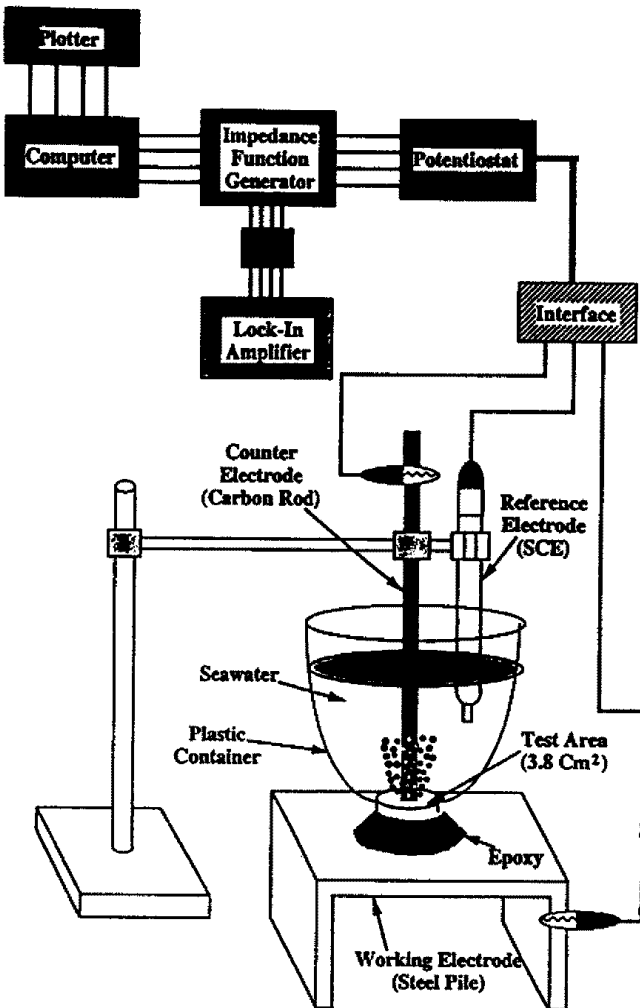 Plotter
Computer
Impedance
Function
Generator
Potentiostat
Lock-In
Amplifier
Interface
Counter
Electrode
(Carbon Rod)
Reference
Electrode
(SCE)
Seawater
Plastic
Container
Test Area
(3.8 Cm²)
Epoxy
Working Electrode
(Steel Pile)